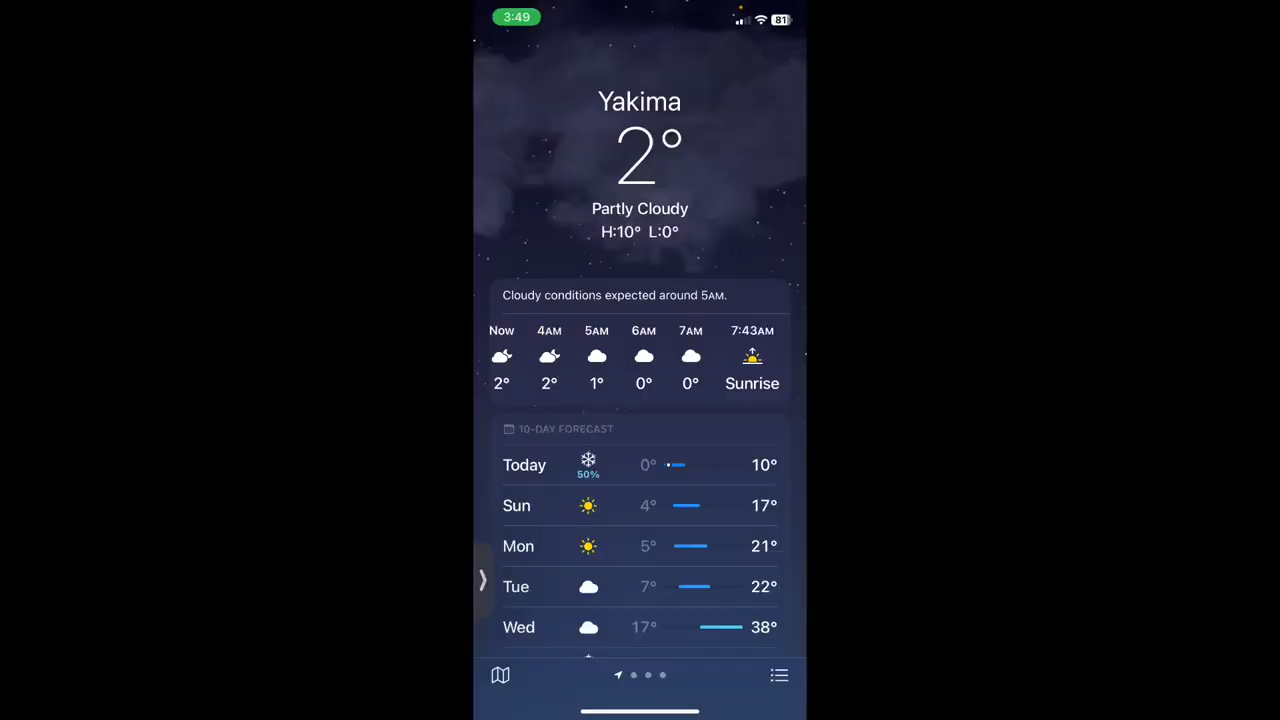 3:49
81
Yakima
2°
Partly Cloudy
H:10° L:0°
Cloudy conditions expected around 5AM.
Now 4AM 5AM 6AM 7AM 7:43AM
2° 2° 1° 0° 0° Sunrise
10-DAY FORECAST
Today 50% 0° 10°
Sun 4° 17°
Mon 5° 21°
Tue 7° 22°
Wed 17° 38°